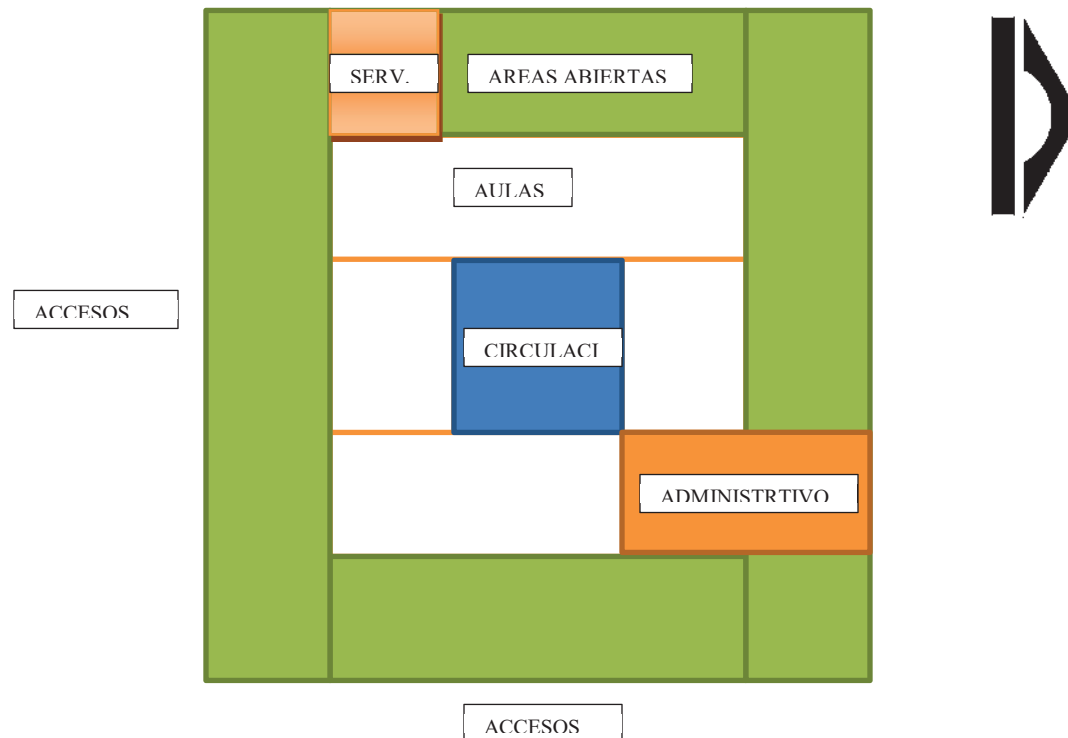 SERV.
AREAS ABIERTAS
AULAS
ACCESOS
CIRCULACI
ADMINISTRTIVO
ACCESOS